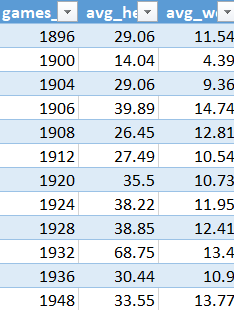 games_ avg_he avg_we
1896 29.06 11.54
1900 14.04 4.39
1904 29.06 9.36
1906 39.89 14.74
1908 26.45 12.81
1912 27.49 10.54
1920 35.5 10.73
1924 38.22 11.95
1928 38.85 12.41
1932 68.75 13.4
1936 30.44 10.9
1948 33.55 13.77